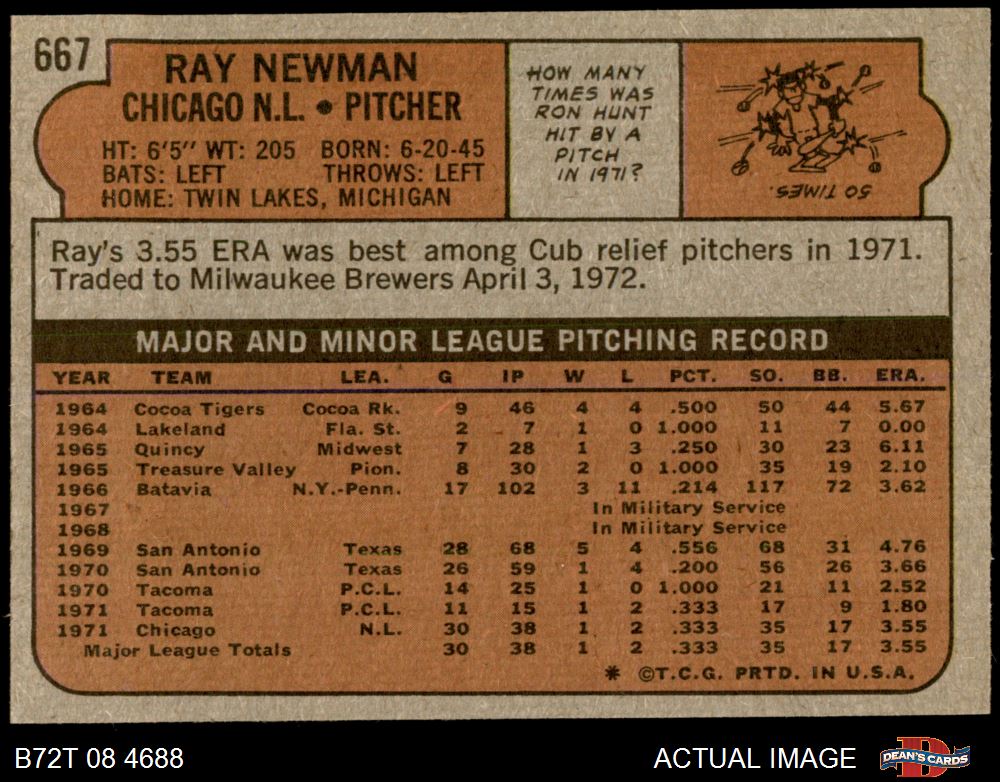 667
RAY NEWMAN
CHICAGO N.L. • PITCHER
HT: 6'5" WT: 205 BORN: 6-20-45
BATS: LEFT THROWS: LEFT
HOME: TWIN LAKES, MICHIGAN
HOW MANY
TIMES WAS
RON HUNT
HIT BY A
PITCH
IN 1971?
50 TIMES.
Ray's 3.55 ERA was best among Cub relief pitchers in 1971.
Traded to Milwaukee Brewers April 3, 1972.
MAJOR AND MINOR LEAGUE PITCHING RECORD
YEAR TEAM LEA. G IP W L PCT. SO. BB. ERA.
1964 Cocoa Tigers Cocoa Rk. 9 46 4 4 .500 50 44 5.67
1964 Lakeland Fla. St. 2 7 1 0 1.000 11 7 0.00
1965 Quincy Midwest 7 28 1 3 .250 30 23 6.11
1965 Treasure Valley Pion. 8 30 2 0 1.000 35 19 2.10
1966 Batavia N.Y.-Penn. 17 102 3 11 .214 117 72 3.62
1967 In Military Service
1968 In Military Service
1969 San Antonio Texas 28 68 5 4 .556 68 31 4.76
1970 San Antonio Texas 26 59 1 4 .200 56 26 3.66
1970 Tacoma P.C.L. 14 25 1 0 1.000 21 11 2.52
1971 Tacoma P.C.L. 11 15 1 2 .333 17 9 1.80
1971 Chicago N.L. 30 38 1 2 .333 35 17 3.55
Major League Totals 30 38 1 2 .333 35 17 3.55
* ©T.C.G. PRTD. IN U.S.A.
B72T 08 4688 ACTUAL IMAGE
D
DEAN'S CARDS